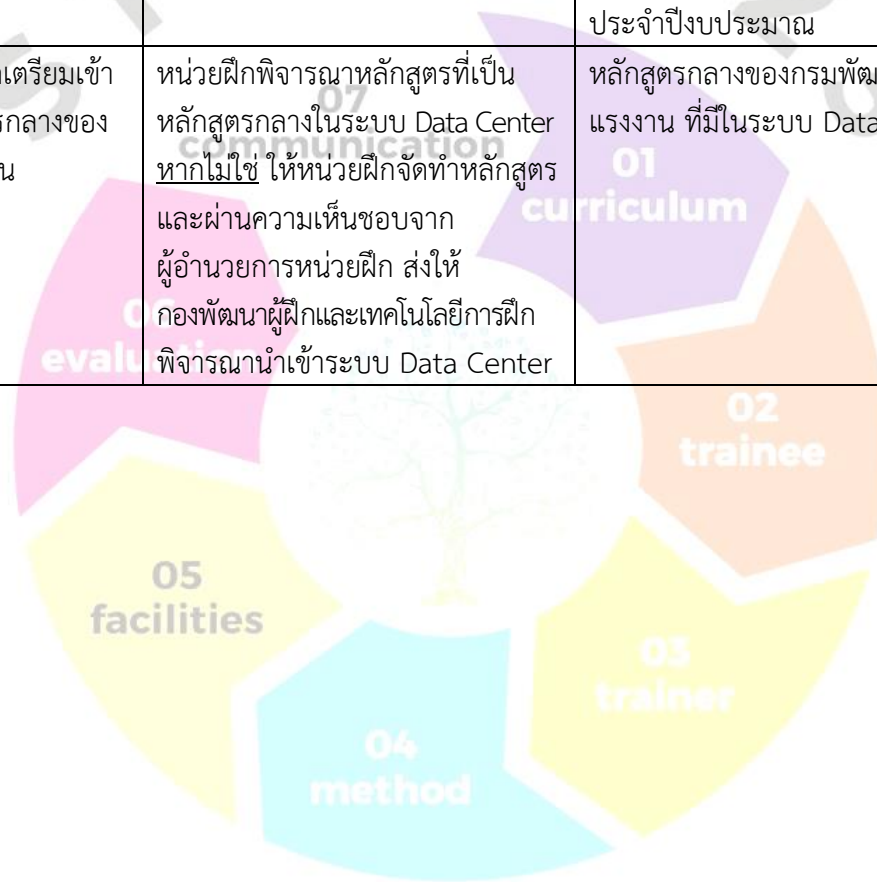 ประจำปีงบประมาณ
เตรียมเข้า
กลางของ
หน่วยฝึกพิจารณาหลักสูตรที่เป็น
หลักสูตรกลางในระบบ Data Center
หากไม่ใช่ ให้หน่วยฝึกจัดทำหลักสูตร
และผ่านความเห็นชอบจาก
ผู้อำนวยการหน่วยฝึก ส่งให้
กองพัฒนาผู้ฝึกและเทคโนโลยีการฝึก
พิจารณานำเข้าระบบ Data Center
หลักสูตรกลางของกรมพัฒ
แรงงาน ที่มีในระบบ Data
07
communication
01
curriculum
02
trainee
03
trainer
04
method
05
facilities
06
evaluation